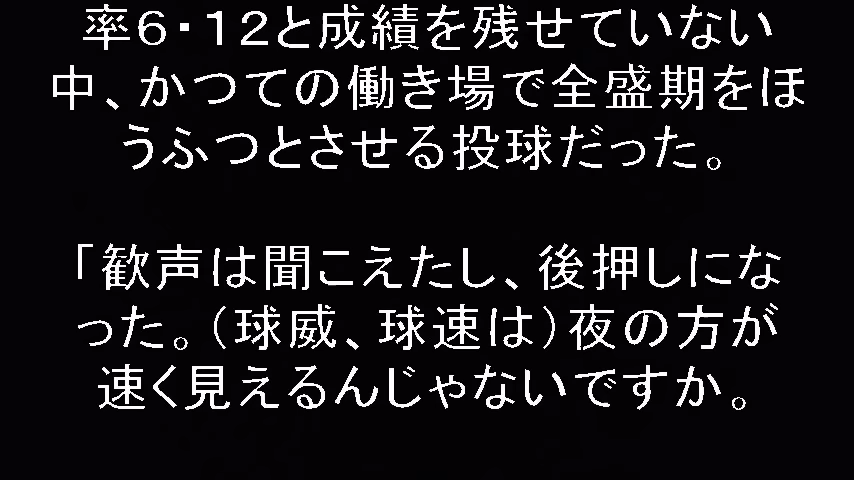 率６・１２と成績を残せていない
中、かつての働き場で全盛期をほ
うふつとさせる投球だった。
「歓声は聞こえたし、後押しにな
った。（球威、球速は）夜の方が
速く見えるんじゃないですか。